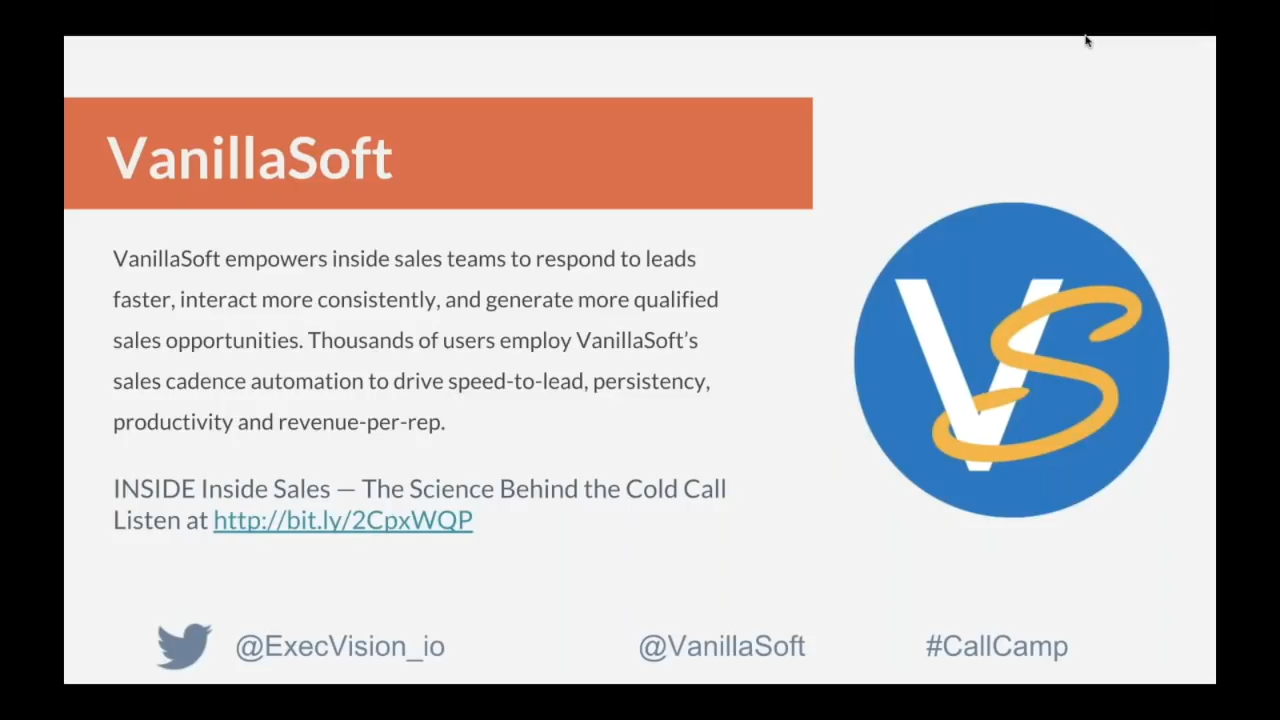 VanillaSoft
VanillaSoft empowers inside sales teams to respond to leads
faster, interact more consistently, and generate more qualified
sales opportunities. Thousands of users employ VanillaSoft’s
sales cadence automation to drive speed-to-lead, persistency,
productivity and revenue-per-rep.
VS
INSIDE Inside Sales — The Science Behind the Cold Call
Listen at http://bit.ly/2CpxWQP
@ExecVision_io @VanillaSoft #CallCamp